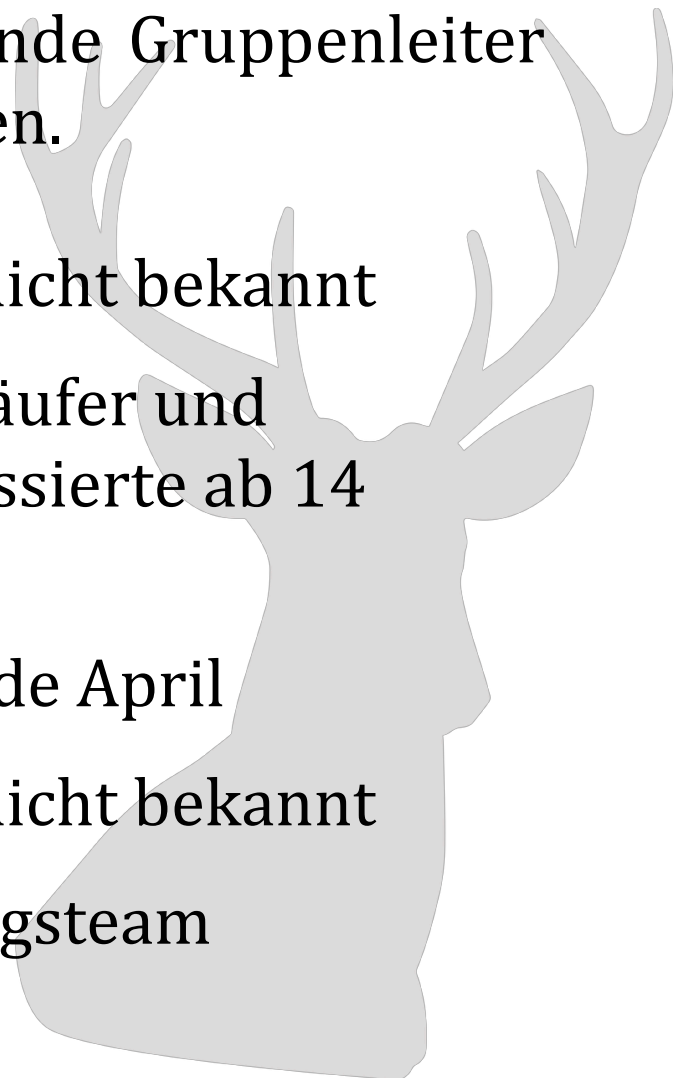 nde Gruppenleiter
en.
nicht bekannt
äufer und
ssierte ab 14
de April
nicht bekannt
gsteam